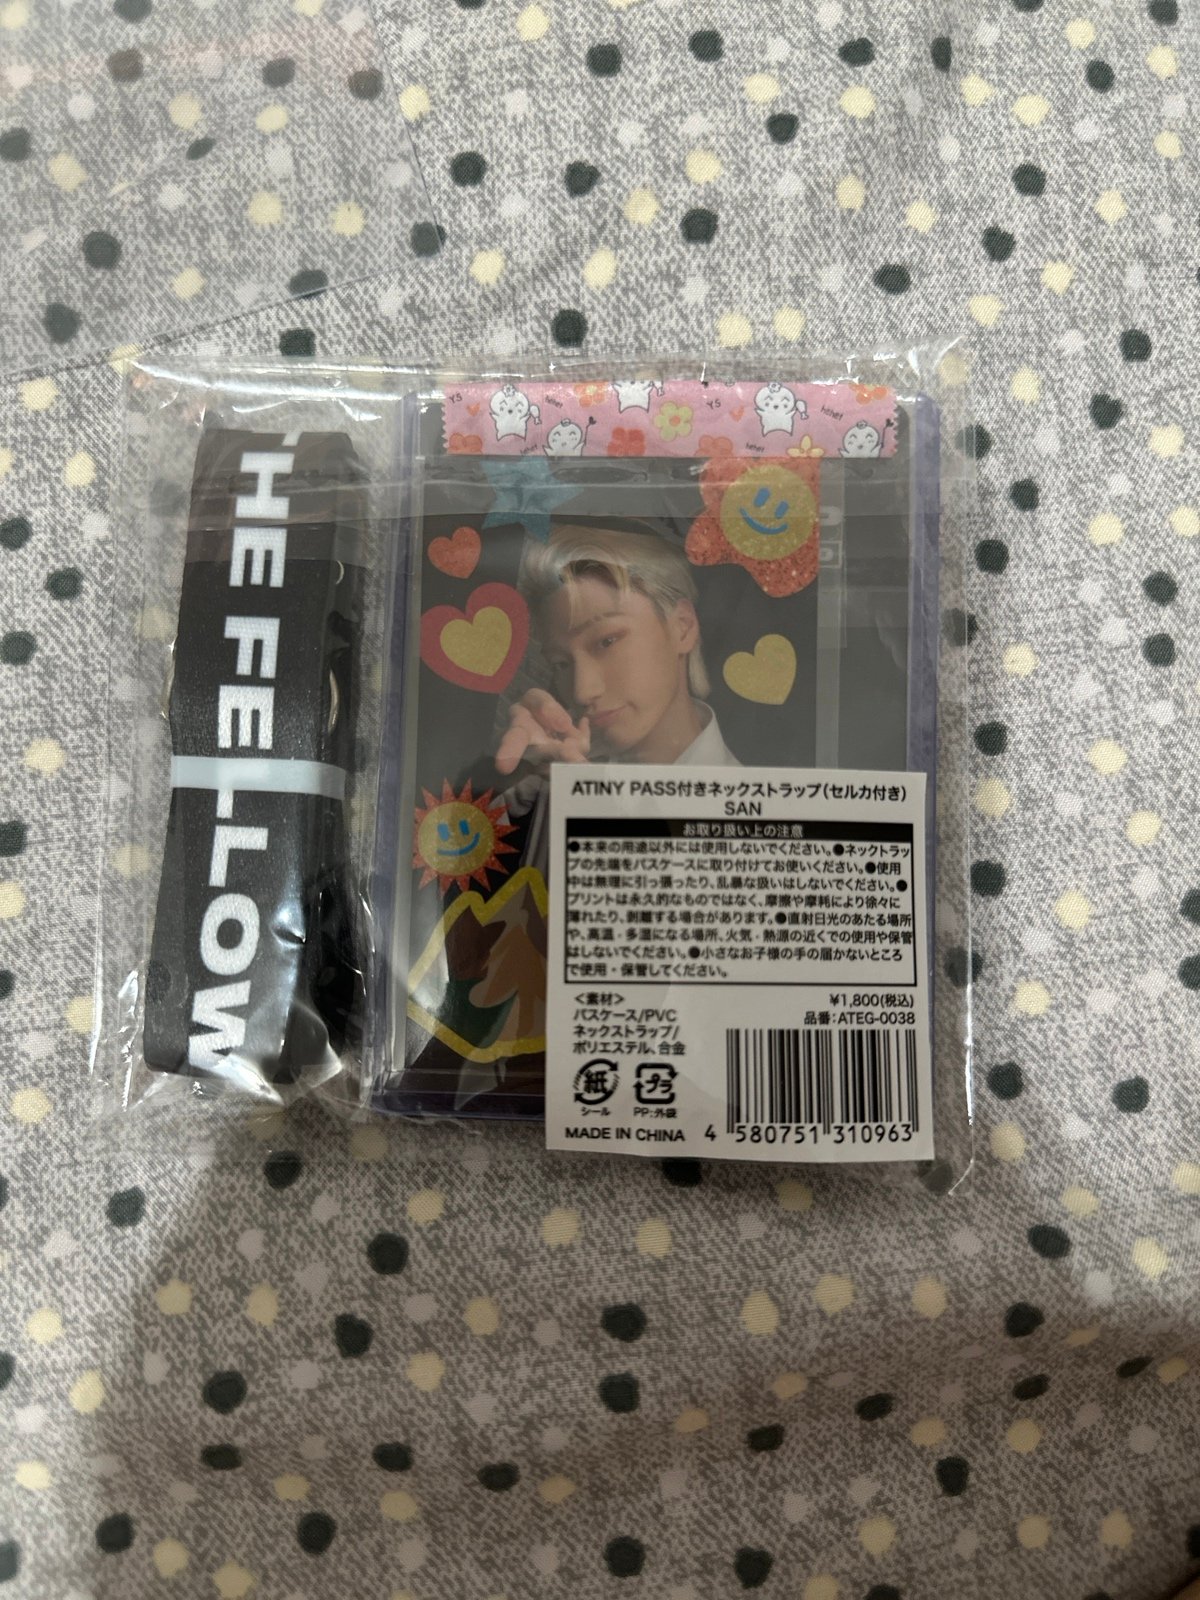 THE FELLOW
YS
hehet
YS
hehet
hehet
hehet
ATINY PASS付きネックストラップ(セルカ付き)
SAN
お取り扱い上の注意
●本来の用途以外には使用しないでください。●ネックトラッ
プの先端をパスケースに取り付けてお使いください。●使用
中は無理に引っ張ったり、乱暴な扱いはしないでください。●
プリントは永久的なものではなく、摩擦や摩耗により徐々に
薄れたり、剥離する場合があります。●直射日光のあたる場所
や、高温・多湿になる場所、火気・熱源の近くでの使用や保管
はしないでください。●小さなお子様の手の届かないところ
で使用・保管してください。
＜素材＞
パスケース/PVC
ネックストラップ/
ポリエステル、合金
¥1,800(税込)
品番:ATEG-0038
紙
シール
プラ
PP:外袋
MADE IN CHINA
4 580751 310963